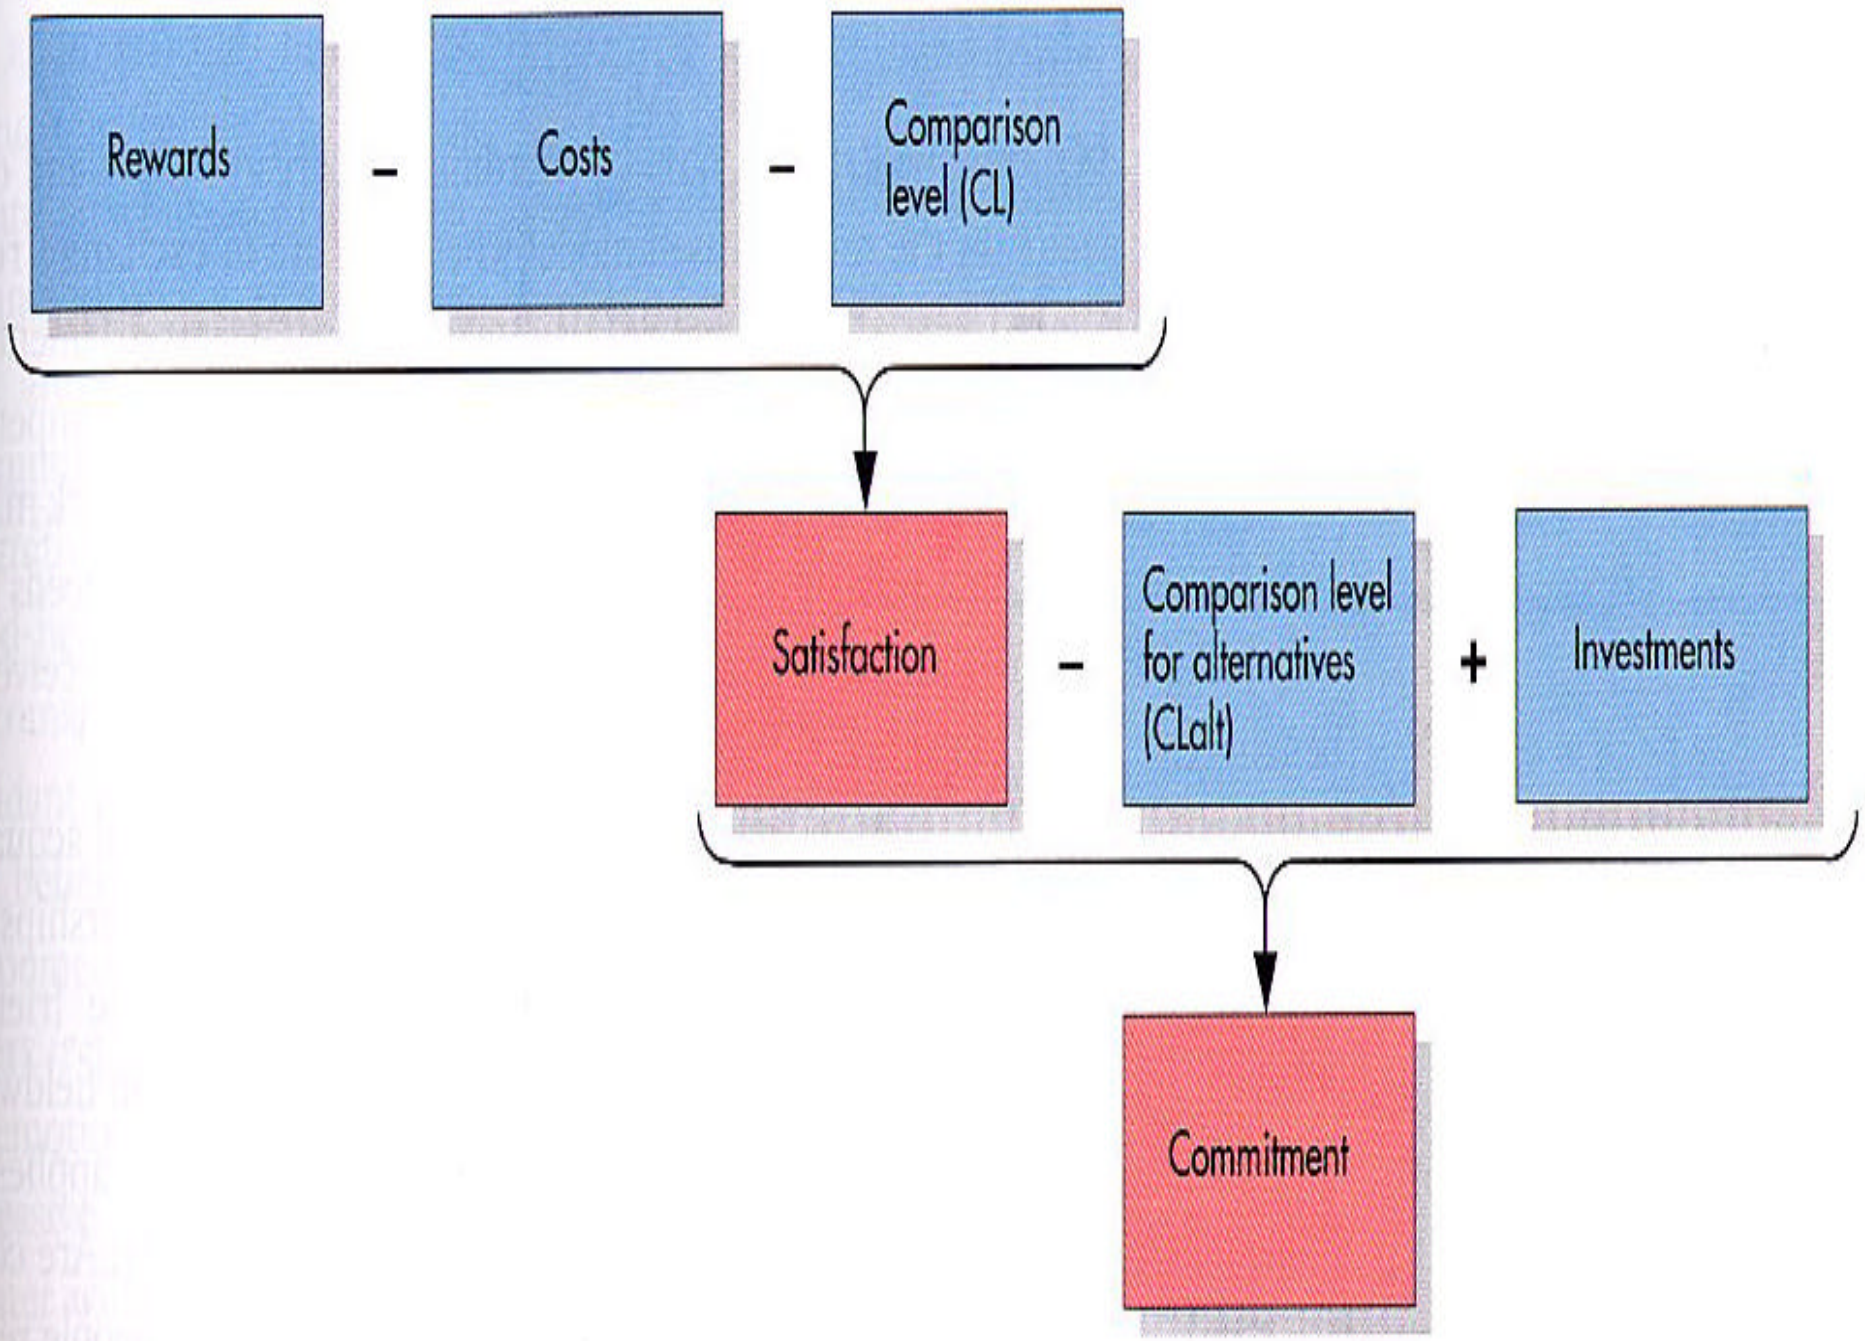 Rewards
–
Costs
–
Comparison
level (CL)
Satisfaction
–
Comparison level
for alternatives
(CLalt)
+
Investments
Commitment